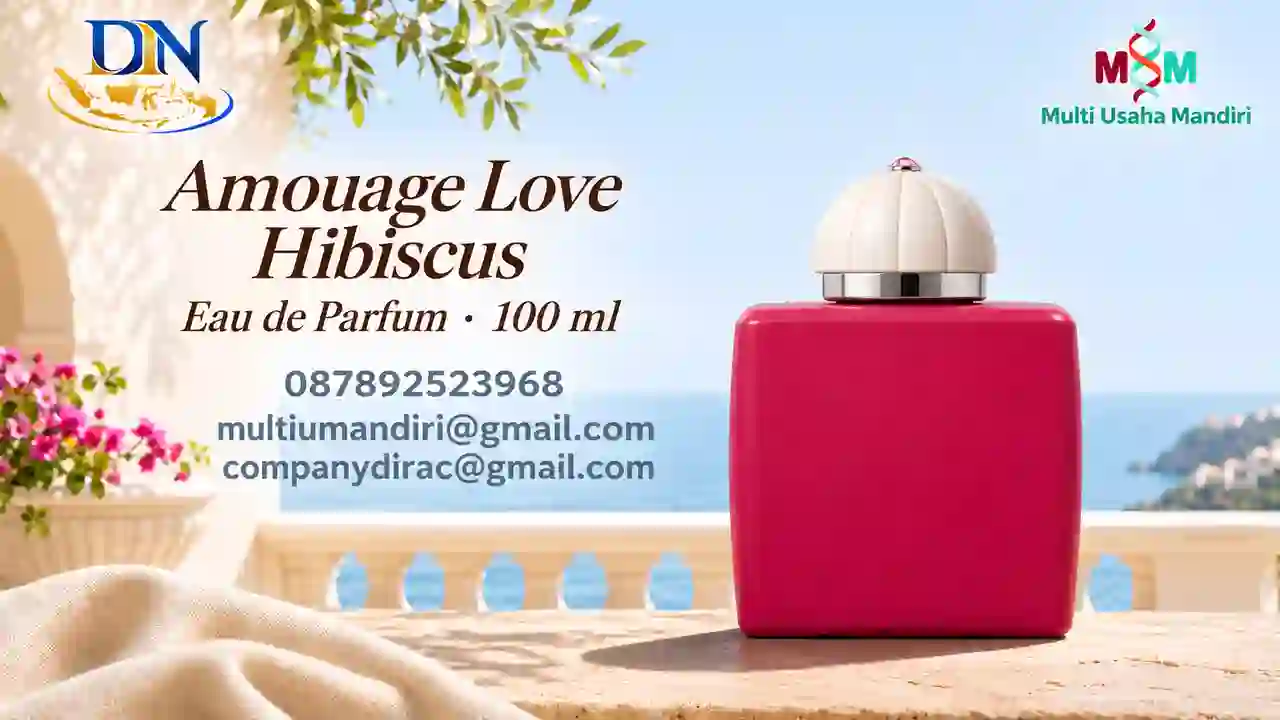 DN
MSM
Multi Usaha Mandiri
Amouage Love
Hibiscus
Eau de Parfum · 100 ml
087892523968
multiumandiri@gmail.com
companydirac@gmail.com